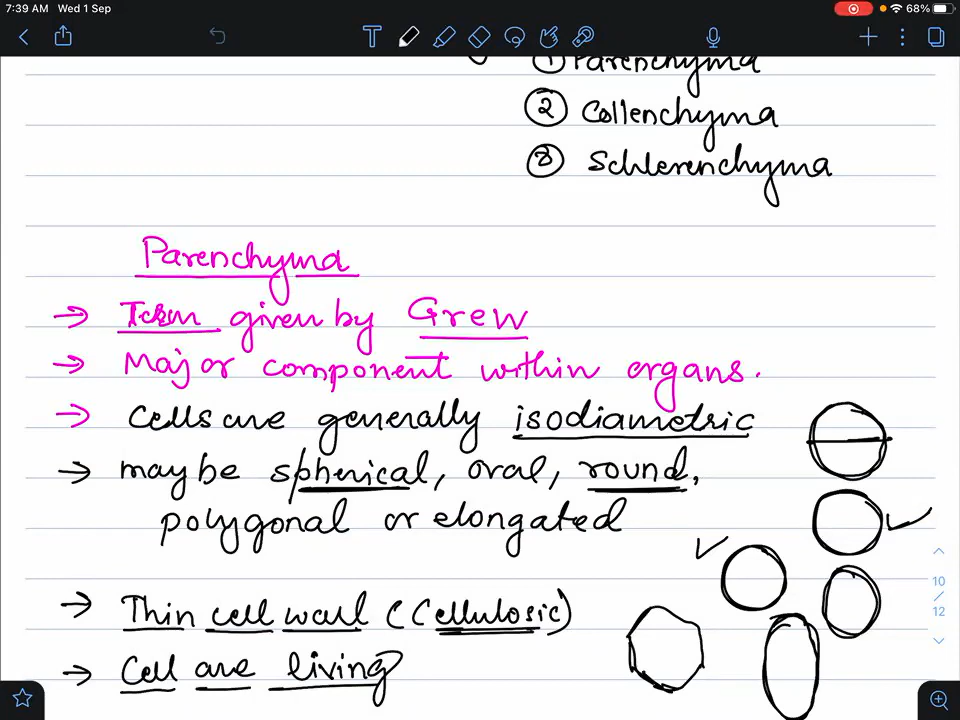 7:39 AM Wed 1 Sep
68%
① Parenchyma
② Collenchyma
③ Schlerenchyma
Parenchyma
→ Term given by Grew
→ Major component within organs.
→ Cells are generally isodiametric
→ may be spherical, oval, round,
polygonal or elongated
→ Thin cell wall (Cellulosic)
→ Cell are living
10
/
12